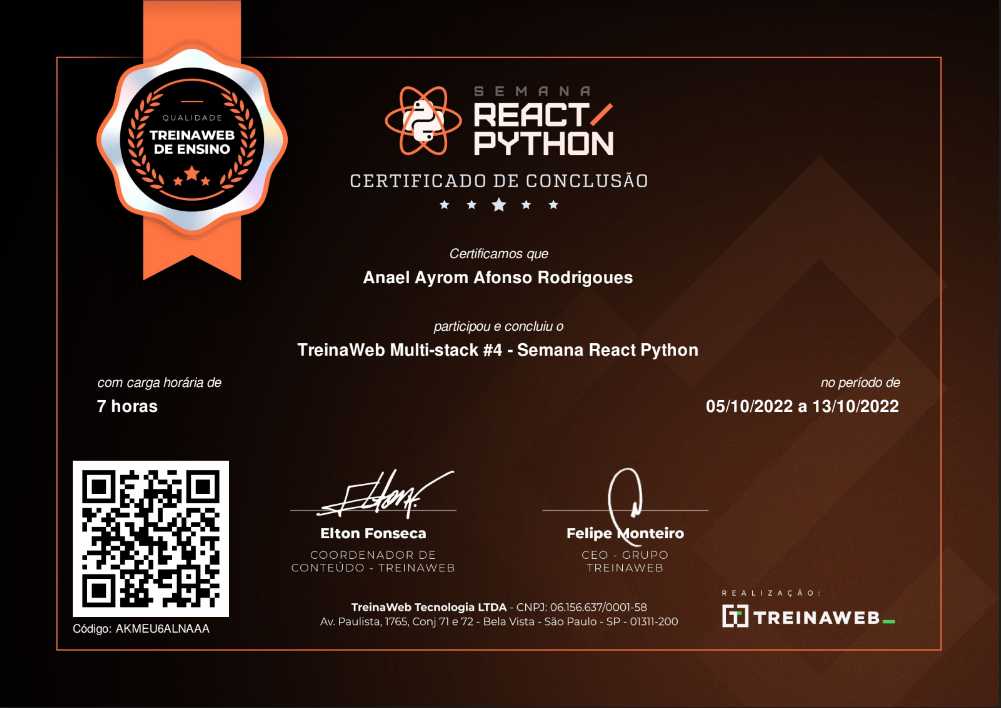 QUALIDADE
TREINAWEB
DE ENSINO
SEMANA
REACT/
PYTHON
CERTIFICADO DE CONCLUSÃO
Certificamos que
Anael Ayrom Afonso Rodrigoues
participou e concluiu o
TreinaWeb Multi-stack #4 - Semana React Python
com carga horária de
7 horas
no período de
05/10/2022 a 13/10/2022
Elton Fonseca
COORDENADOR DE
CONTEÚDO - TREINAWEB
Felipe Monteiro
CEO - GRUPO
TREINAWEB
TreinaWeb Tecnologia LTDA - CNPJ: 06.156.637/0001-58
Av. Paulista, 1765, Conj 71 e 72 - Bela Vista - São Paulo - SP - 01311-200
REALIZAÇÃO:
TREINAWEB
Código: AKMEU6ALNAAA